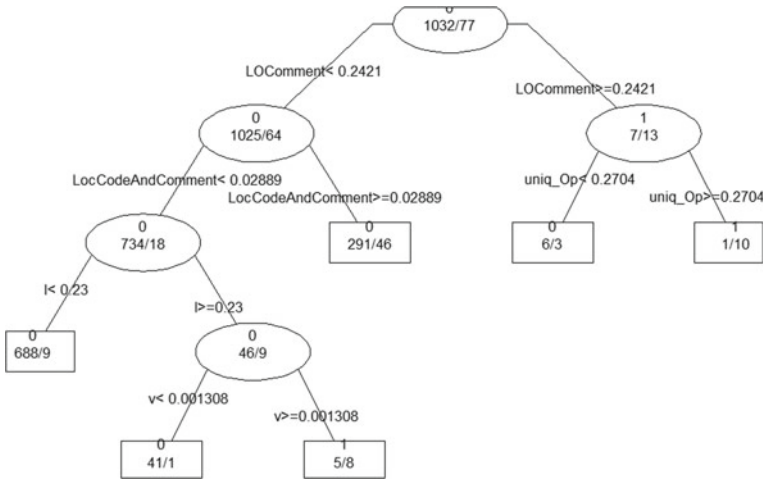 0
1032/77
LOComment< 0.2421
LOComment>=0.2421
0
1025/64
1
7/13
LocCodeAndComment< 0.02889
LocCodeAndComment>=0.02889
uniq_Op< 0.2704
uniq_Op>=0.2704
0
734/18
0
291/46
0
6/3
1
1/10
l< 0.23
l>=0.23
0
688/9
0
46/9
v< 0.001308
v>=0.001308
0
41/1
1
5/8